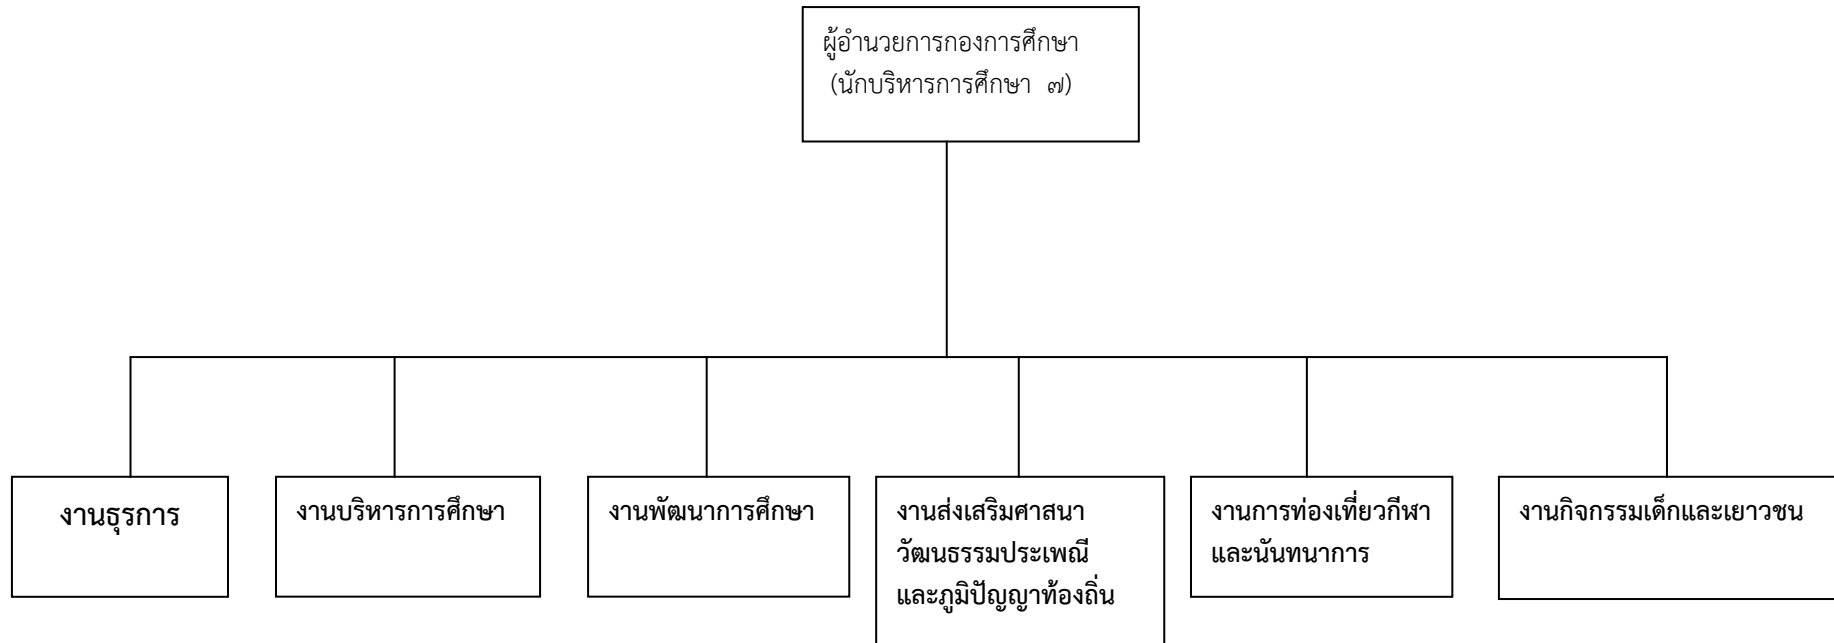 ผู้อำนวยการกองการศึกษา
(นักบริหารการศึกษา ๗)
งานธุรการ
งานบริหารการศึกษา
งานพัฒนาการศึกษา
งานส่งเสริมศาสนา
วัฒนธรรมประเพณี
และภูมิปัญญาท้องถิ่น
งานการท่องเที่ยวกีฬา
และนันทนาการ
งานกิจกรรมเด็กและเยาวชน